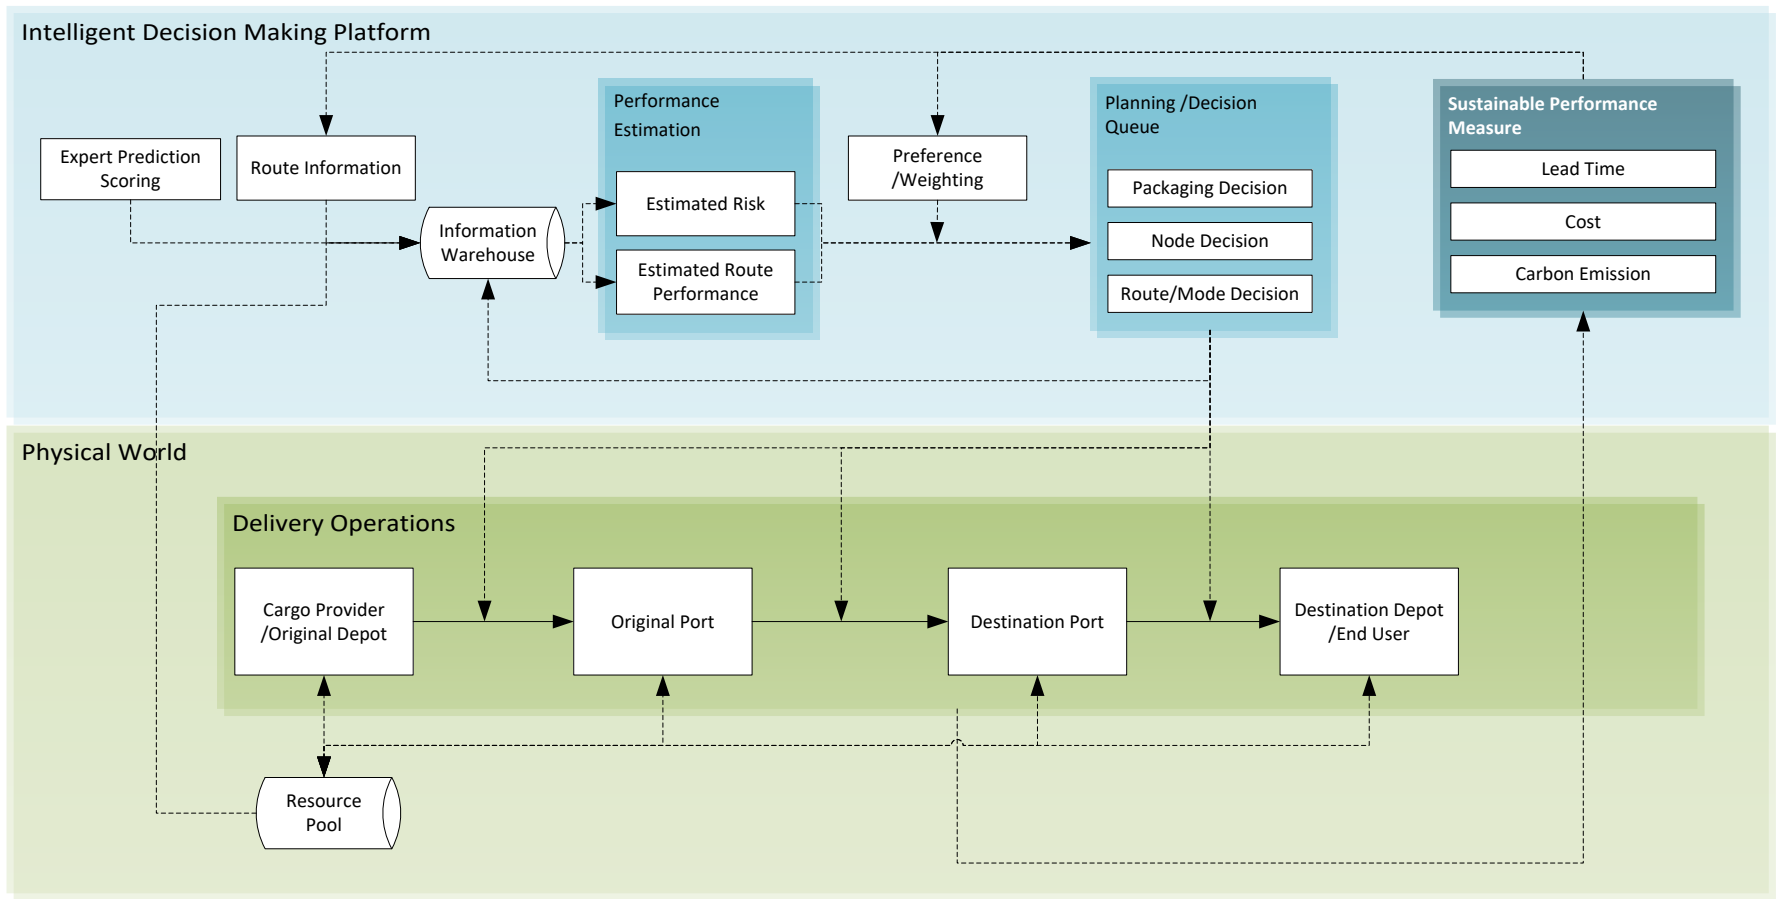 Intelligent Decision Making Platform
Expert Prediction
Scoring
Route Information
Information
Warehouse
Performance
Estimation
Estimated Risk
Estimated Route
Performance
Preference
/Weighting
Planning /Decision
Queue
Packaging Decision
Node Decision
Route/Mode Decision
Sustainable Performance
Measure
Lead Time
Cost
Carbon Emission
Physical World
Delivery Operations
Cargo Provider
/Original Depot
Original Port
Destination Port
Destination Depot
/End User
Resource
Pool